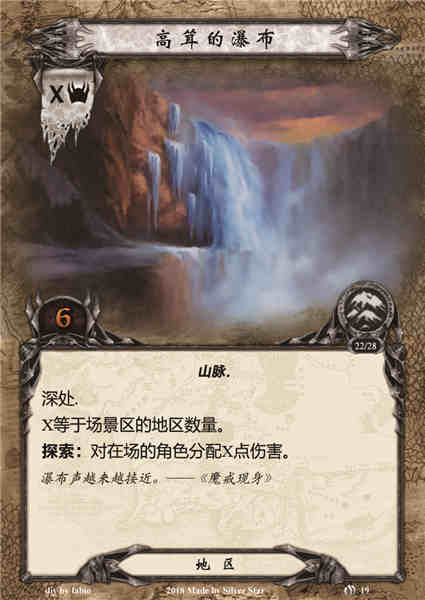 高耸的瀑布
X
6
22/28
山脉.
深处.
X等于场景区的地区数量。
探索：对在场的角色分配X点伤害。
瀑布声越来越接近。——《魔戒现身》
地区
diy by fabio
2018 Made by Silver Star
19